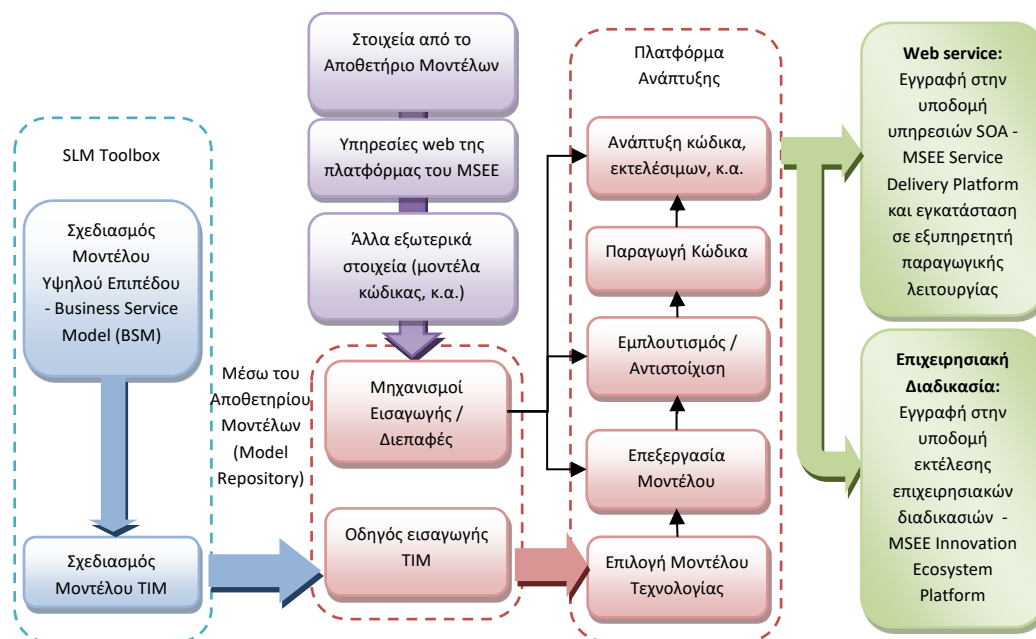 SLM Toolbox
Σχεδιασμός
Μοντέλου
Υψηλού Επιπέδου
- Business Service
Model (BSM)
Σχεδιασμός
Μοντέλου TIM
Μέσω του
Αποθετηρίου
Μοντέλων
(Model
Repository)
Στοιχεία από το
Αποθετήριο Μοντέλων
Υπηρεσίες web της
πλατφόρμας του MSEE
Άλλα εξωτερικά
στοιχεία (μοντέλα
κώδικας, κ.α.)
Μηχανισμοί
Εισαγωγής /
Διεπαφές
Οδηγός εισαγωγής
TIM
Πλατφόρμα
Ανάπτυξης
Ανάπτυξη κώδικα,
εκτελέσιμων, κ.α.
Παραγωγή Κώδικα
Εμπλουτισμός /
Αντιστοίχιση
Επεξεργασία
Μοντέλου
Επιλογή Μοντέλου
Τεχνολογίας
Web service:
Εγγραφή στην
υποδομή
υπηρεσιών SOA -
MSEE Service
Delivery Platform
και εγκατάσταση
σε εξυπηρετητή
παραγωγικής
λειτουργίας
Επιχειρησιακή
Διαδικασία:
Εγγραφή στην
υποδομή
εκτέλεσης
επιχειρησιακών
διαδικασιών -
MSEE Innovation
Ecosystem
Platform